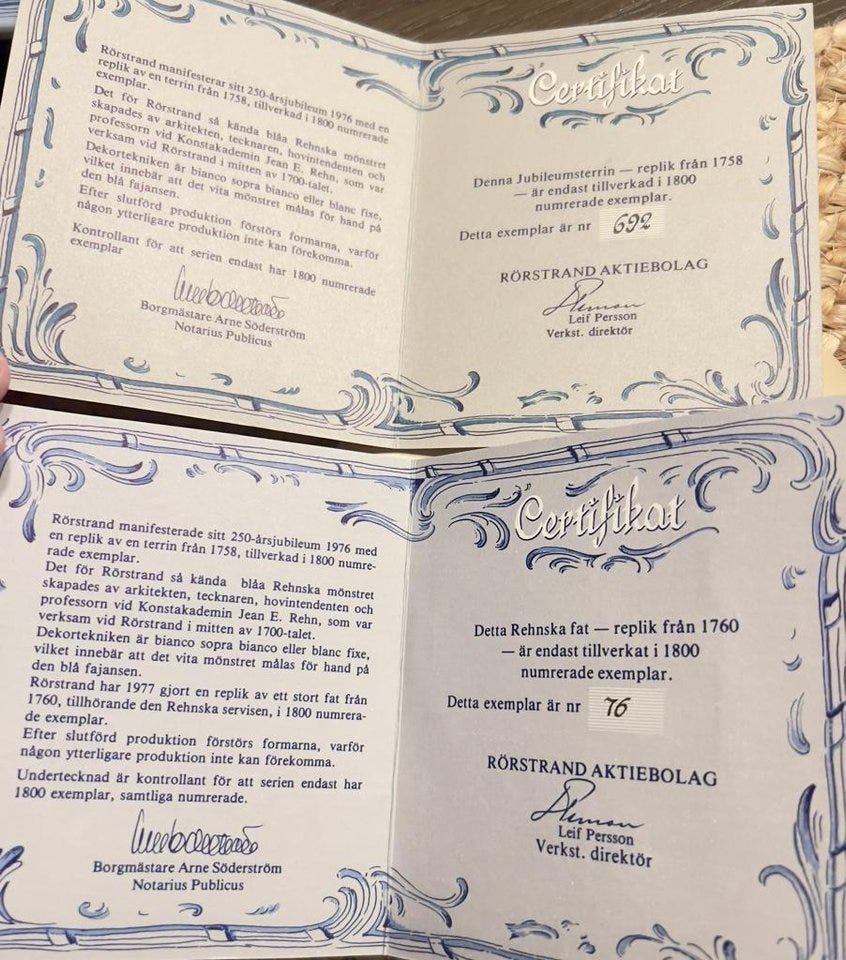 Rörstrand manifesterar sitt 250-årsjubileum 1976 med en
replik av en terrin från 1758, tillverkad i 1800 numrerade
exemplar.
Det för Rörstrand så kända blåa Rehnska mönstret
skapades av arkitekten, tecknaren, hovintendenten och
professorn vid Konstakademin Jean E. Rehn, som var
verksam vid Rörstrand i mitten av 1700-talet.
Dekortekniken är bianco sopra bianco eller blanc fixe,
vilket innebär att det vita mönstret målas för hand på
den blå fajansen.
Efter slutförd produktion förstörs formarna, varför
någon ytterligare produktion inte kan förekomma.
Kontrollant för att serien endast har 1800 numrerade
exemplar
Borgmästare Arne Söderström
Notarius Publicus
Certifikat
Denna Jubileumsterrin — replik från 1758
— är endast tillverkad i 1800
numrerade exemplar.
Detta exemplar är nr 692
RÖRSTRAND AKTIEBOLAG
Leif Persson
Verkst. direktör
Rörstrand manifesterade sitt 250-årsjubileum 1976 med
en replik av en terrin från 1758, tillverkad i 1800 numre-
rade exemplar.
Det för Rörstrand så kända blåa Rehnska mönstret
skapades av arkitekten, tecknaren, hovintendenten och
professorn vid Konstakademin Jean E. Rehn, som var
verksam vid Rörstrand i mitten av 1700-talet.
Dekortekniken är bianco sopra bianco eller blanc fixe,
vilket innebär att det vita mönstret målas för hand på
den blå fajansen.
Rörstrand har 1977 gjort en replik av ett stort fat från
1760, tillhörande den Rehnska servisen, i 1800 numrera-
de exemplar.
Efter slutförd produktion förstörs formarna, varför
någon ytterligare produktion inte kan förekomma.
Undertecknad är kontrollant för att serien endast har
1800 exemplar, samtliga numrerade.
Borgmästare Arne Söderström
Notarius Publicus
Certifikat
Detta Rehnska fat — replik från 1760
— är endast tillverkat i 1800
numrerade exemplar.
Detta exemplar är nr 76
RÖRSTRAND AKTIEBOLAG
Leif Persson
Verkst. direktör